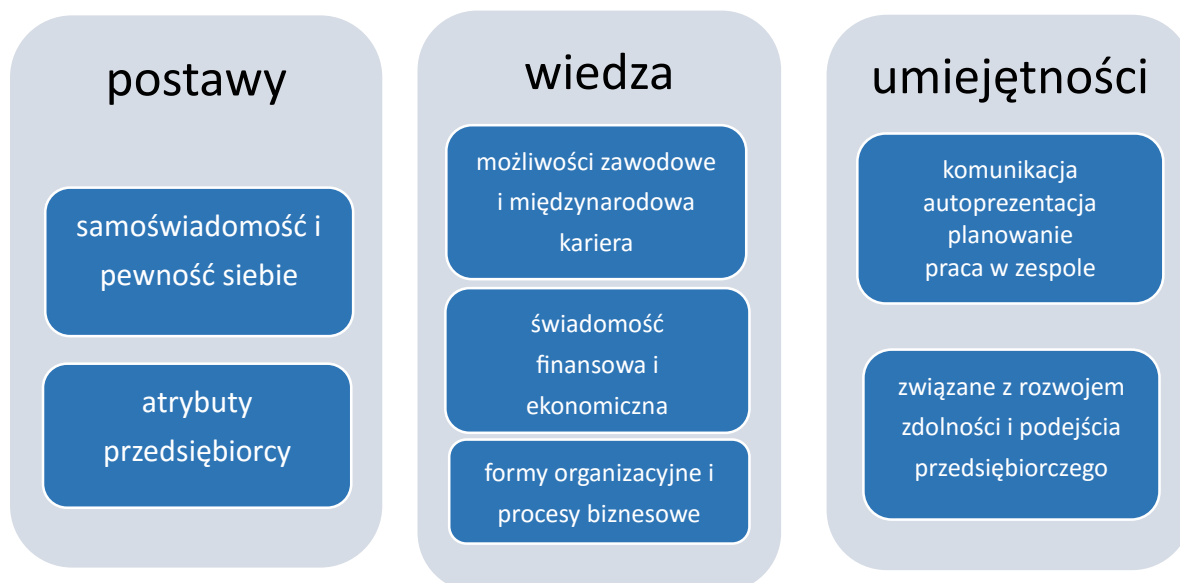 postawy
samoświadomość i
pewność siebie
atrybuty
przedsiębiorcy
wiedza
możliwości zawodowe
i międzynarodowa
kariera
świadomość
finansowa i
ekonomiczna
formy organizacyjne i
procesy biznesowe
umiejętności
komunikacja
autoprezentacja
planowanie
praca w zespole
związane z rozwojem
zdolności i podejścia
przedsiębiorczego